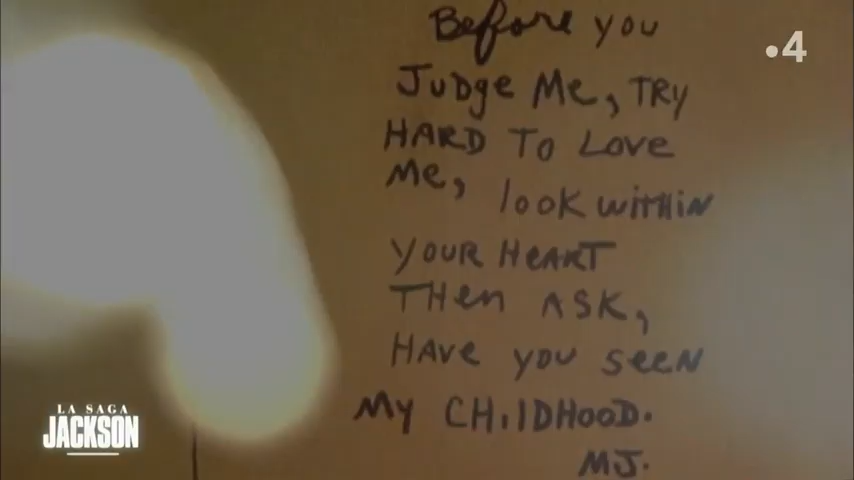 Before you
Judge Me, TRY
HARD TO LOVE
Me, look within
YOUR HeART
THen ASK,
HAVe you seen
My CHiLDHOOD.
MJ.
•4
LA SAGA
JACKSON